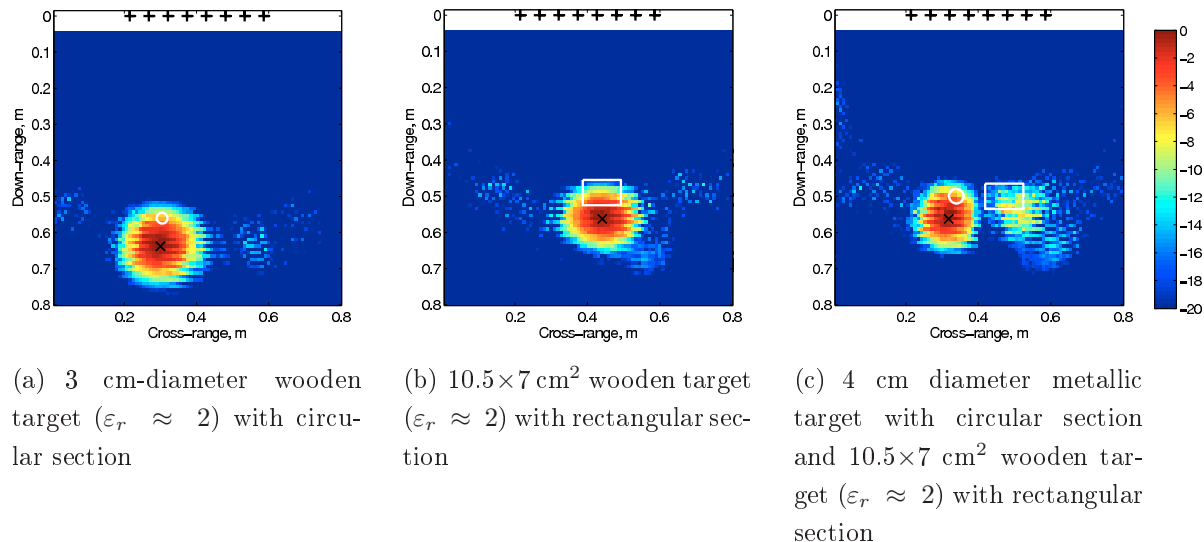 0
0.1
0.2
0.3
0.4
0.5
0.6
0.7
0.8
Down-range, m
0.2 0.4 0.6 0.8
Cross-range, m
0
0.1
0.2
0.3
0.4
0.5
0.6
0.7
0.8
Down-range, m
0.2 0.4 0.6 0.8
Cross-range, m
0
0.1
0.2
0.3
0.4
0.5
0.6
0.7
0.8
Down-range, m
0.2 0.4 0.6 0.8
Cross-range, m
0
−2
−4
−6
−8
−10
−12
−14
−16
−18
−20
(a) 3 cm-diameter wooden
target (εr ≈ 2) with circu-
lar section
(b) 10.5×7 cm² wooden target
(εr ≈ 2) with rectangular sec-
tion
(c) 4 cm diameter metallic
target with circular section
and 10.5×7 cm² wooden tar-
get (εr ≈ 2) with rectangular
section